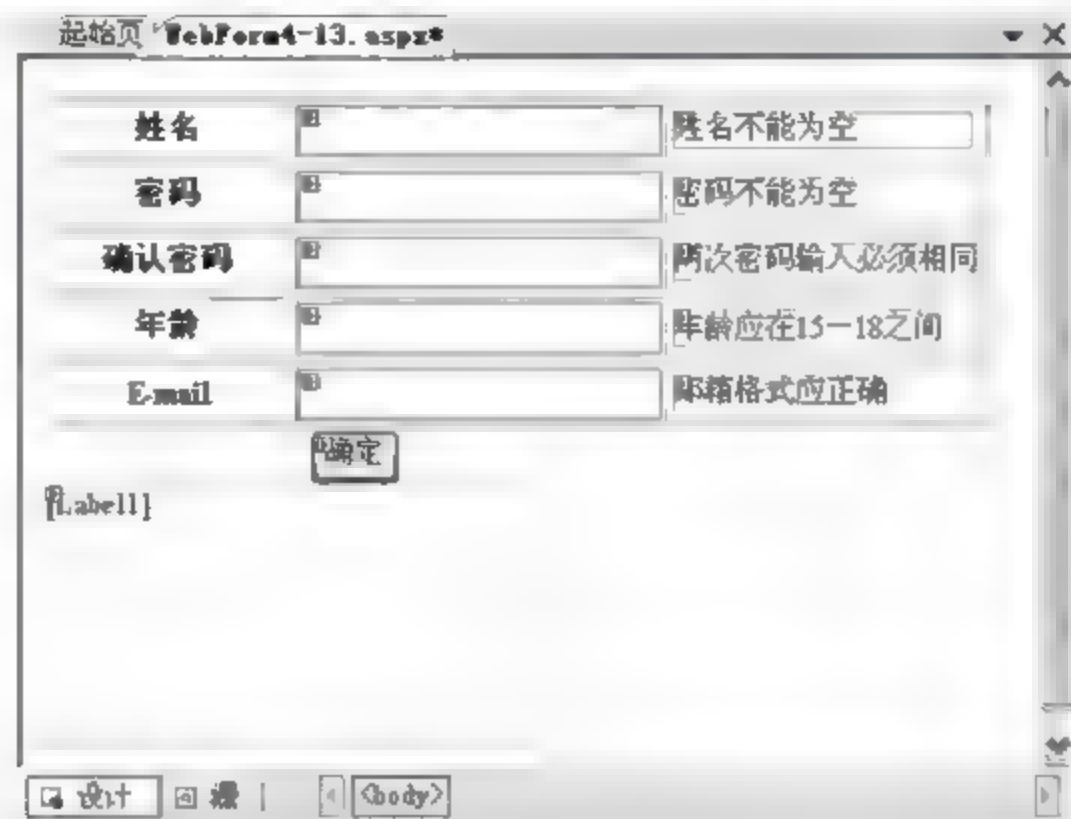 起始页 WebForm4-13.aspx*
姓名 姓名不能为空
密码 密码不能为空
确认密码 两次密码输入必须相同
年龄 年龄应在15－18之间
E-mail 邮箱格式应正确
确定
[Label1]
设计 <body>